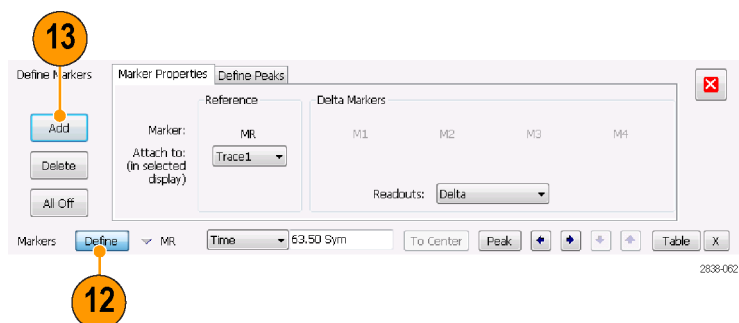 13
Define Markers
Marker Properties
Define Peaks
Reference
Delta Markers
Add
Marker:
MR
M1
M2
M3
M4
Attach to:
(in selected
display)
Trace1
Delete
Readouts:
Delta
All Off
Markers
Define
MR
Time
63.50 Sym
To Center
Peak
Table
X
2838-062
12